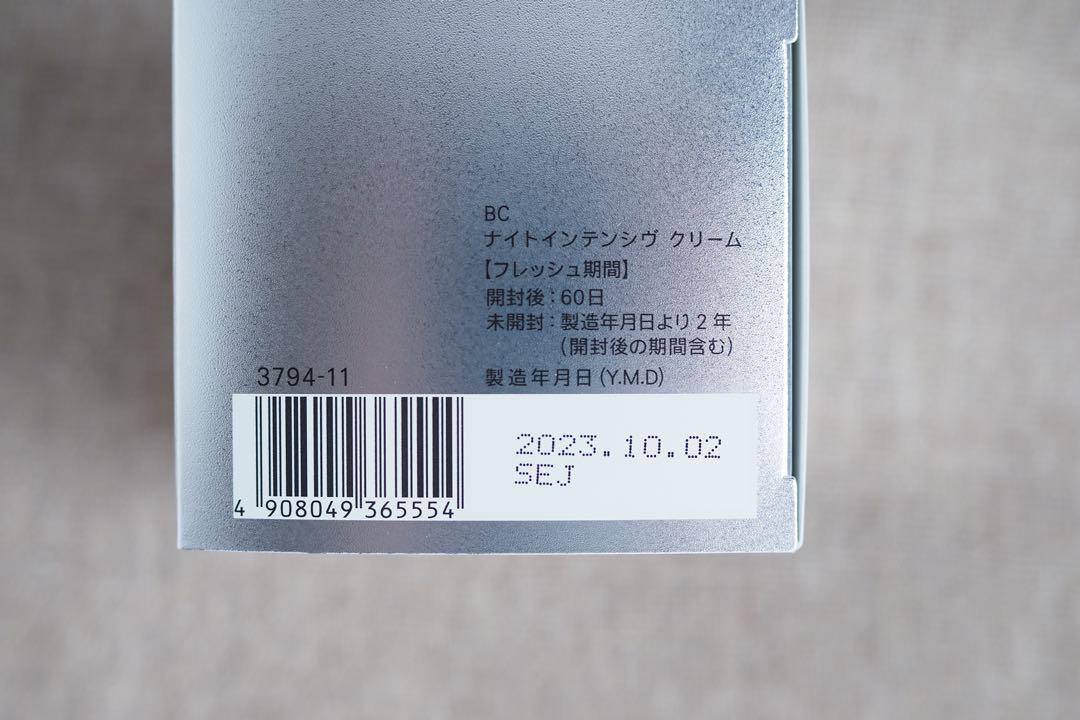 BC
ナイトインテンシヴ クリーム
【フレッシュ期間】
開封後：60日
未開封：製造年月日より2年
（開封後の期間含む）
3794-11
製造年月日(Y.M.D)
2023.10.02
SEJ
4 908049 365554